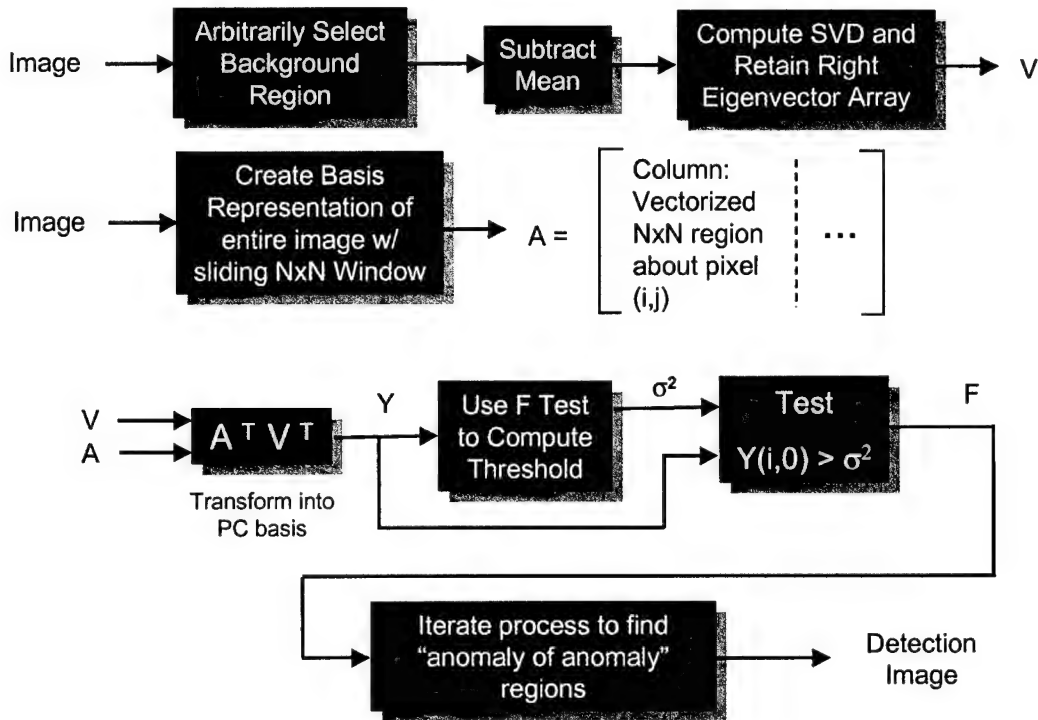 Image
Arbitrarily Select
Background
Region
Subtract
Mean
Compute SVD and
Retain Right
Eigenvector Array
V
Image
Create Basis
Representation of
entire image w/
sliding NxN Window
A =
Column:
Vectorized
NxN region
about pixel
(i,j)
...
V
A
A ᵀ V ᵀ
Transform into
PC basis
Y
Use F Test
to Compute
Threshold
σ²
Test
Y(i,0) > σ²
F
Iterate process to find
“anomaly of anomaly”
regions
Detection
Image